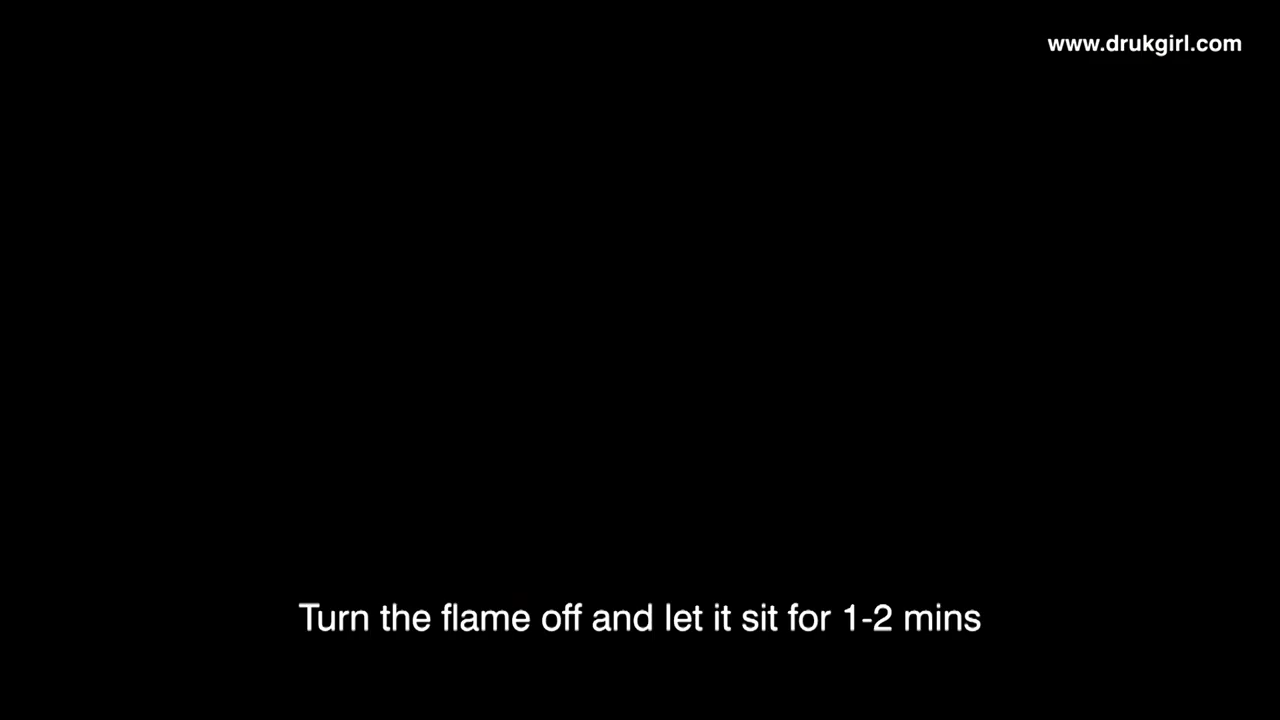 www.drukgirl.com
Turn the flame off and let it sit for 1-2 mins